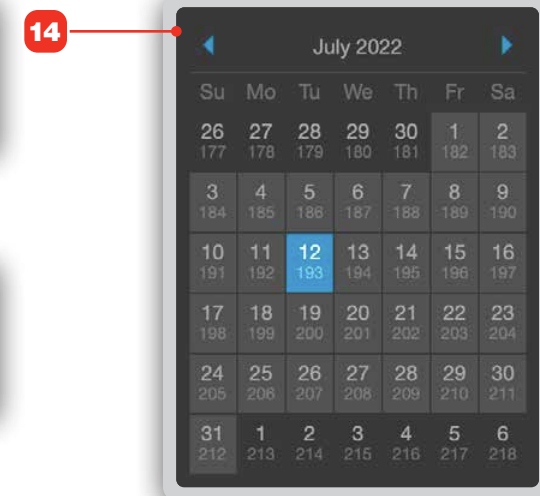 14
July 2022
Su Mo Tu We Th Fr Sa
26 27 28 29 30 1 2
177 178 179 180 181 182 183
3 4 5 6 7 8 9
184 185 186 187 188 189 190
10 11 12 13 14 15 16
191 192 193 194 195 196 197
17 18 19 20 21 22 23
198 199 200 201 202 203 204
24 25 26 27 28 29 30
205 206 207 208 209 210 211
31 1 2 3 4 5 6
212 213 214 215 216 217 218